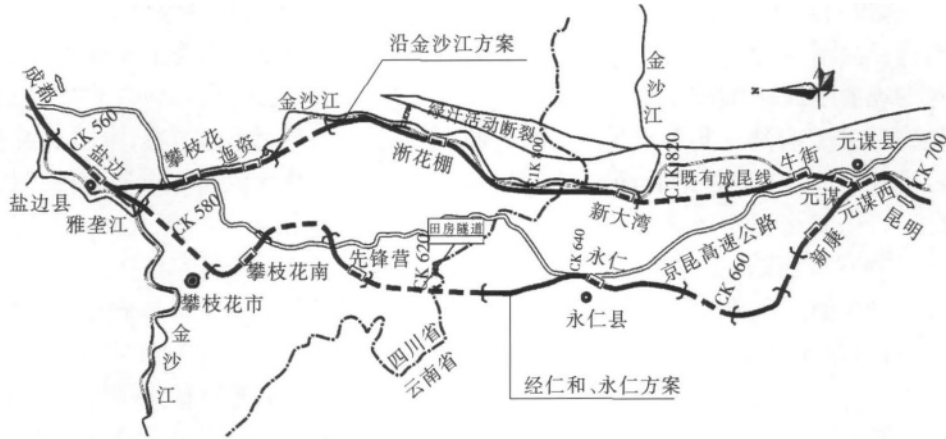 沿金沙江方案
成都
CK 560
盐边
盐边县
雅砻江
攀枝花
迤资
金沙江
绿汁活动断裂
浙花棚
C1K 800
金沙江
C1K1820
新大湾
既有成昆线
牛街
元谋县
元谋
元谋西
CK 700
昆明
N
CK 580
攀枝花南
攀枝花市
先锋营
田房隧道
CK 620
CK 640
永仁
永仁县
京昆高速公路
CK 660
新康
金沙江
四川省
云南省
经仁和、永仁方案